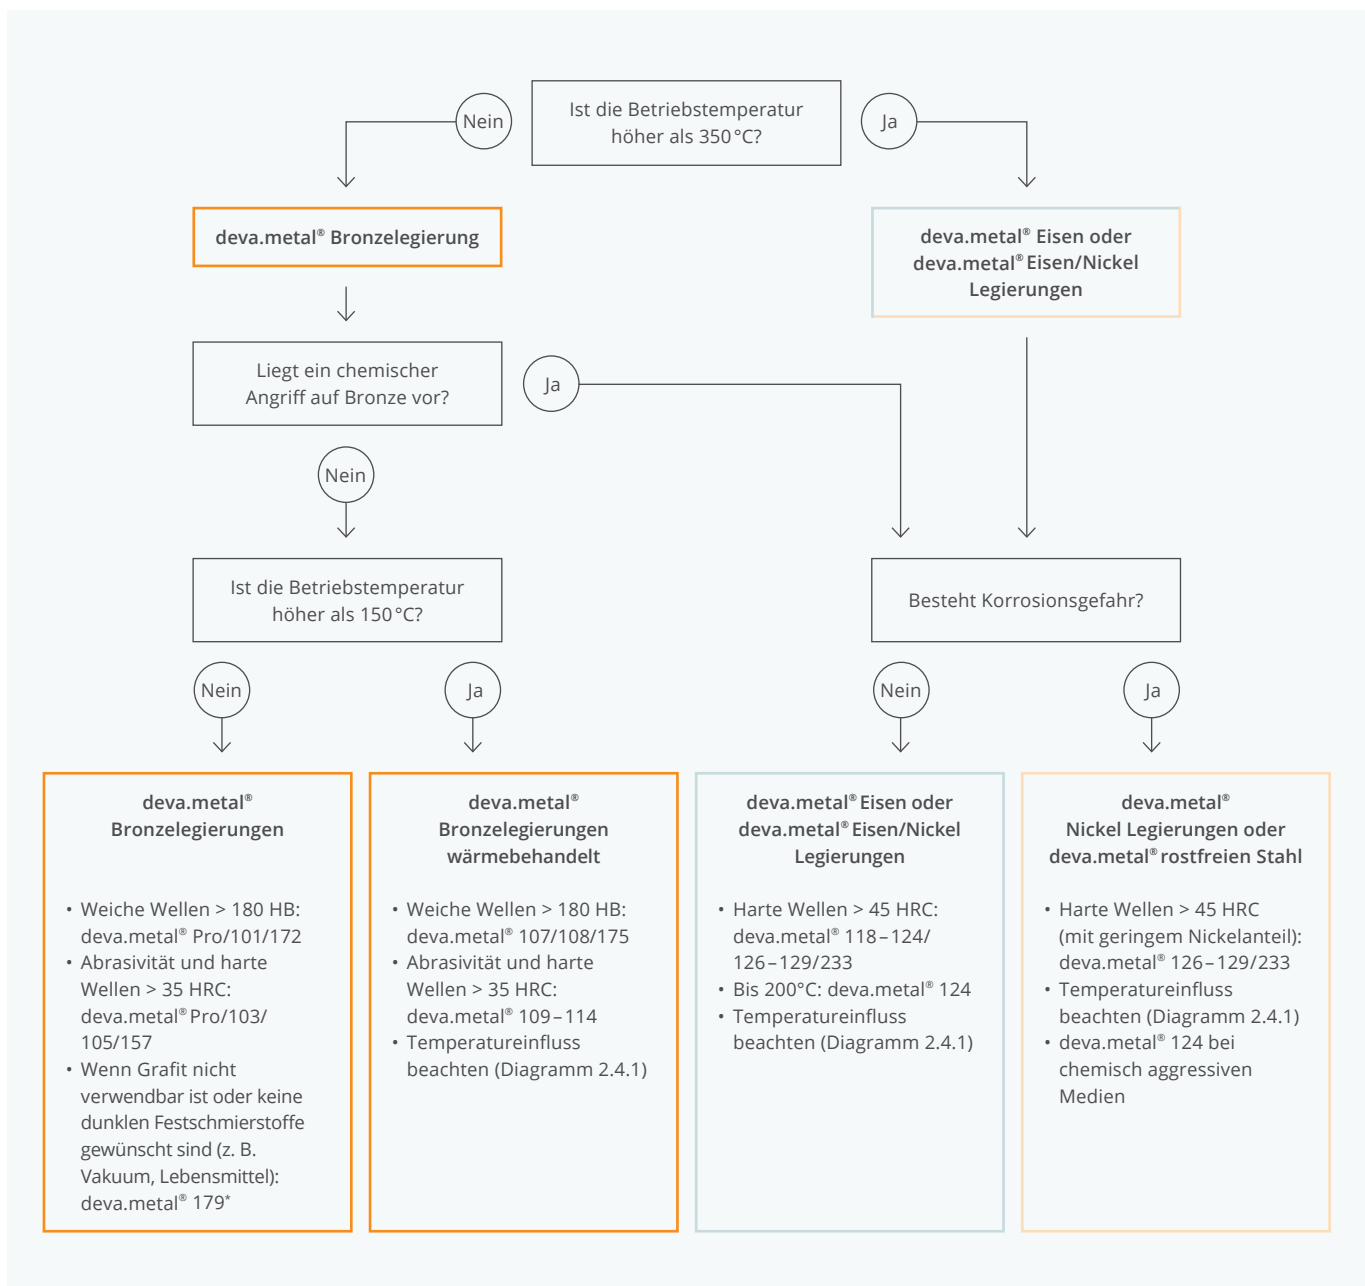 Ist die Betriebstemperatur
höher als 350 °C?
Nein
Ja
deva.metal® Bronzelegierung
deva.metal® Eisen oder
deva.metal® Eisen/Nickel
Legierungen
Liegt ein chemischer
Angriff auf Bronze vor?
Ja
Nein
Ist die Betriebstemperatur
höher als 150 °C?
Besteht Korrosionsgefahr?
Nein
Ja
Nein
Ja
deva.metal®
Bronzelegierungen
• Weiche Wellen > 180 HB:
deva.metal® Pro/101/172
• Abrasivität und harte
Wellen > 35 HRC:
deva.metal® Pro/103/
105/157
• Wenn Grafit nicht
verwendbar ist oder keine
dunklen Festschmierstoffe
gewünscht sind (z. B.
Vakuum, Lebensmittel):
deva.metal® 179*
deva.metal®
Bronzelegierungen
wärmebehandelt
• Weiche Wellen > 180 HB:
deva.metal® 107/108/175
• Abrasivität und harte
Wellen > 35 HRC:
deva.metal® 109–114
• Temperatureinfluss
beachten (Diagramm 2.4.1)
deva.metal® Eisen oder
deva.metal® Eisen/Nickel
Legierungen
• Harte Wellen > 45 HRC:
deva.metal® 118–124/
126–129/233
• Bis 200°C: deva.metal® 124
• Temperatureinfluss
beachten (Diagramm 2.4.1)
deva.metal®
Nickel Legierungen oder
deva.metal® rostfreien Stahl
• Harte Wellen > 45 HRC
(mit geringem Nickelanteil):
deva.metal® 126–129/233
• Temperatureinfluss
beachten (Diagramm 2.4.1)
• deva.metal® 124 bei
chemisch aggressiven
Medien